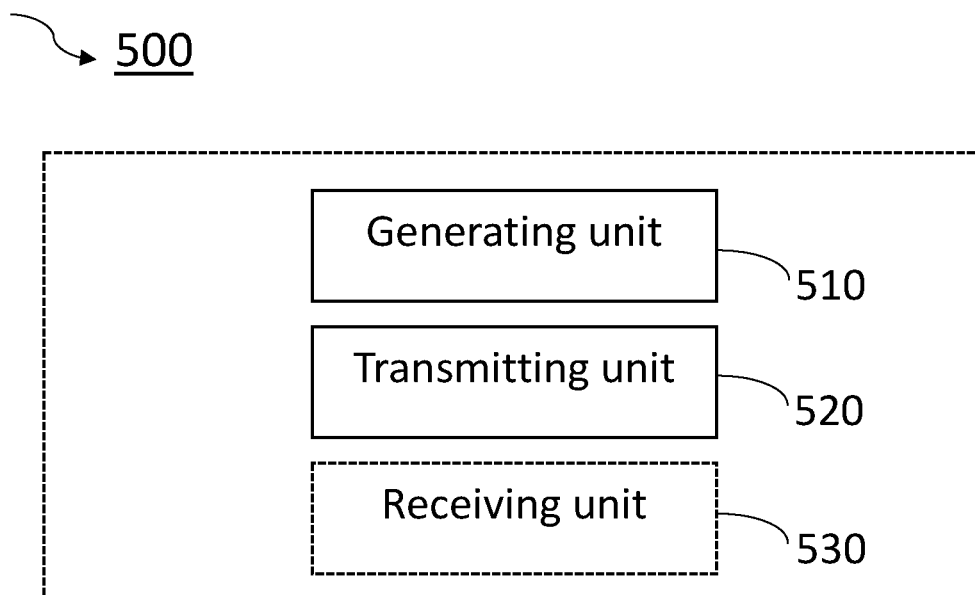 500
Generating unit
510
Transmitting unit
520
Receiving unit
530